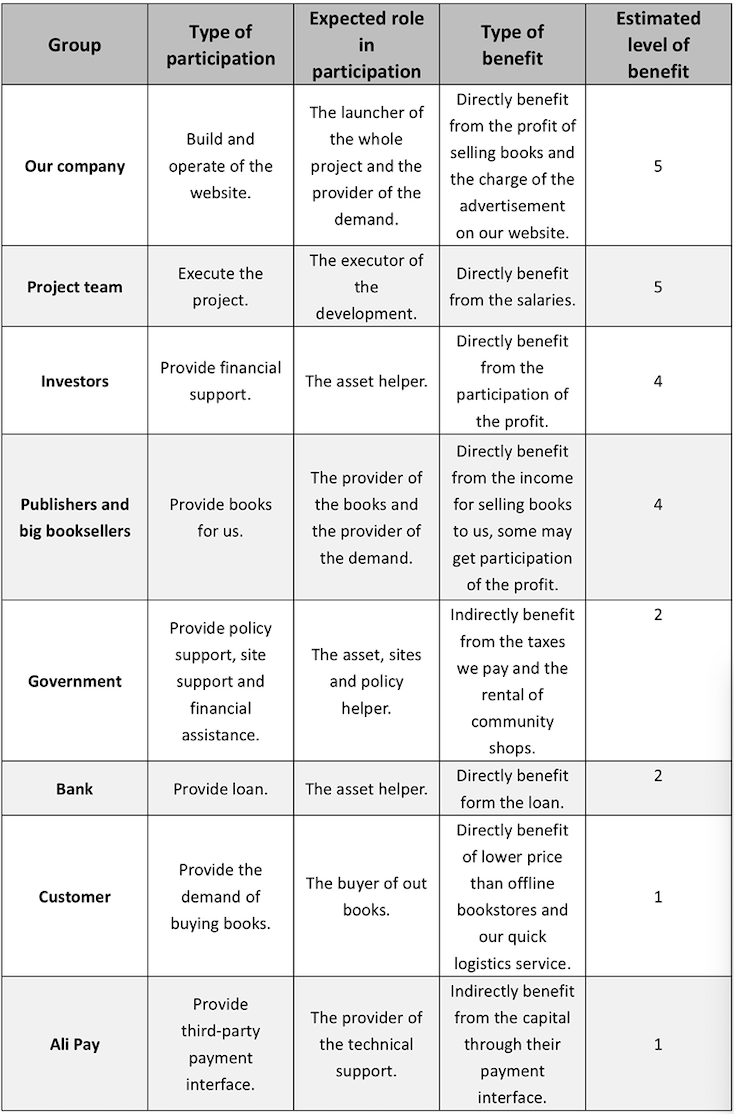 Group
Type of
participation
Expected role
in
participation
Type of
benefit
Estimated
level of
benefit
Our company
Build and
operate of the
website.
The launcher of
the whole
project and the
provider of the
demand.
Directly benefit
from the profit of
selling books and
the charge of the
advertisement
on our website.
5
Project team
Execute the
project.
The executor of
the
development.
Directly benefit
from the salaries.
5
Investors
Provide financial
support.
The asset helper.
Directly benefit
from the
participation of
the profit.
4
Publishers and
big booksellers
Provide books
for us.
The provider of
the books and
the provider of
the demand.
Directly benefit
from the income
for selling books
to us, some may
get participation
of the profit.
4
Government
Provide policy
support, site
support and
financial
assistance.
The asset, sites
and policy
helper.
Indirectly benefit
from the taxes
we pay and the
rental of
community
shops.
2
Bank
Provide loan.
The asset helper.
Directly benefit
form the loan.
2
Customer
Provide the
demand of
buying books.
The buyer of out
books.
Directly benefit
of lower price
than offline
bookstores and
our quick
logistics service.
1
Ali Pay
Provide
third-party
payment
interface.
The provider of
the technical
support.
Indirectly benefit
from the capital
through their
payment
interface.
1